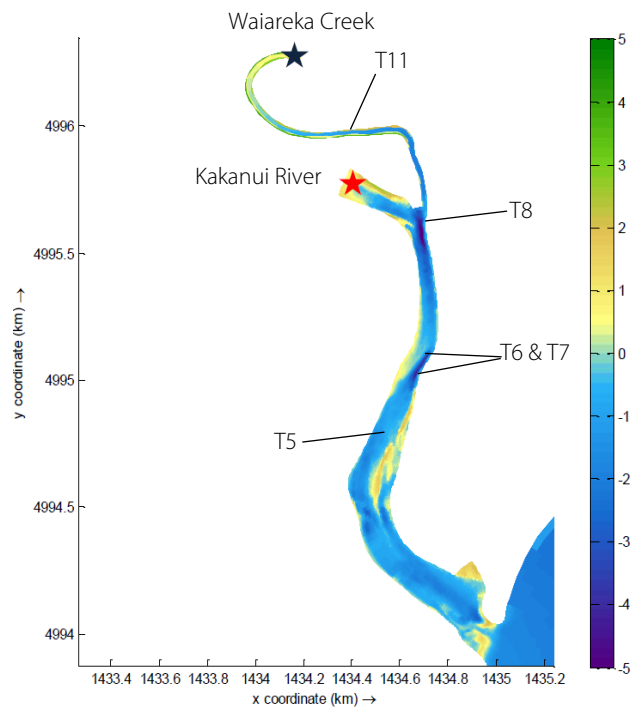 Waiareka Creek
T11
4996
Kakanui River
T8
4995.5
y coordinate (km) →
T6 & T7
4995
T5
4994.5
4994
1433.4 1433.6 1433.8 1434 1434.2 1434.4 1434.6 1434.8 1435 1435.2
x coordinate (km) →
5
4
3
2
1
0
-1
-2
-3
-4
-5